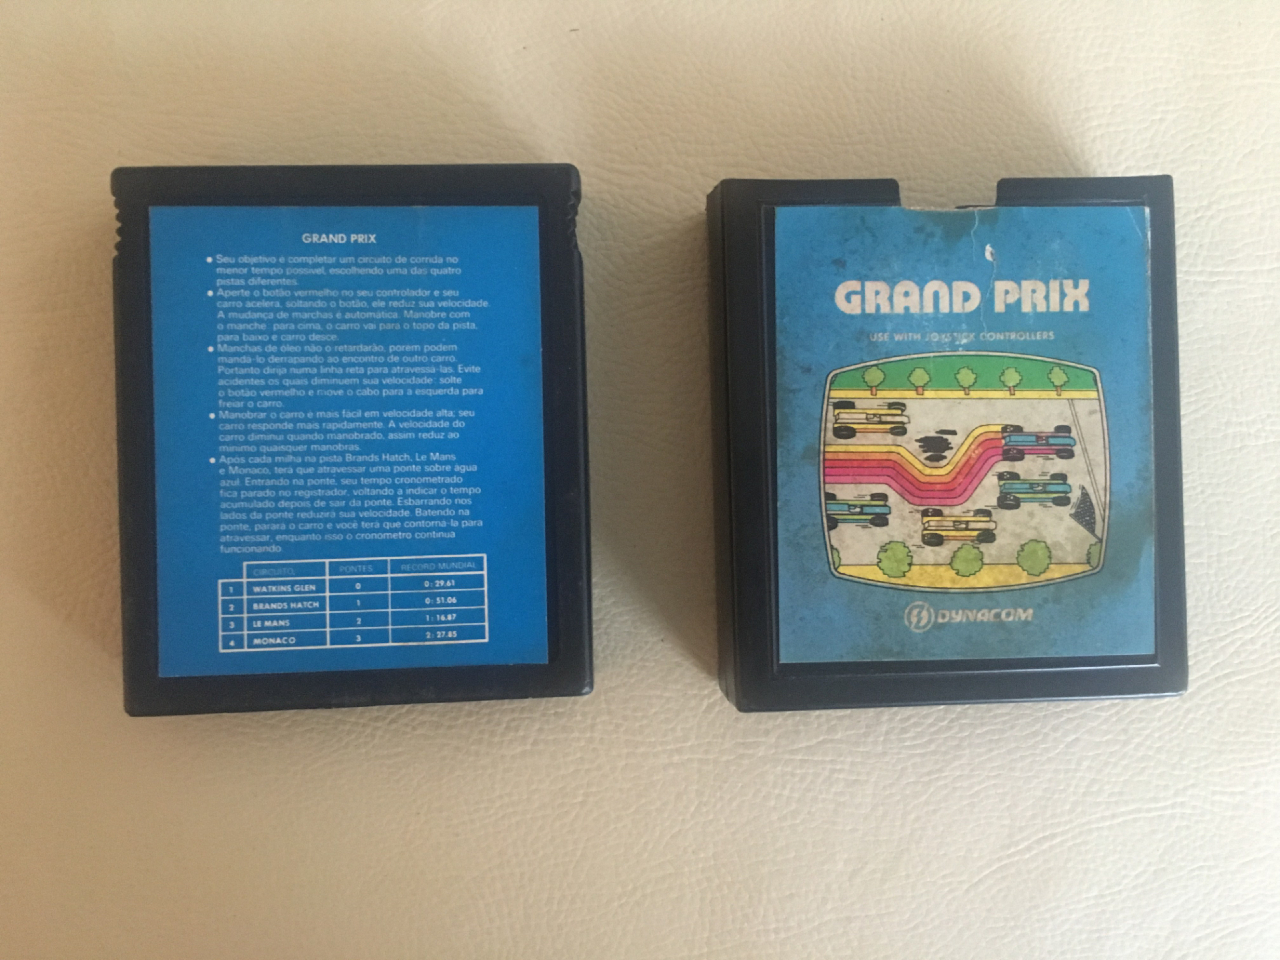 GRAND PRIX
● Seu objetivo é completar um circuito de corrida no
menor tempo possível, escolhendo uma das quatro
pistas diferentes.
● Aperte o botão vermelho no seu controlador e seu
carro acelera, soltando o botão, ele reduz sua velocidade.
A mudança de marchas é automática. Manobre com
o manche para cima, o carro vai para o topo da pista,
para baixo e carro desce.
● Manchas de óleo não o retardarão, porém podem
mandá-lo derrapando ao encontro de outro carro.
Portanto dirija numa linha reta para atravessá-las. Evite
acidentes os quais diminuem sua velocidade: solte
o botão vermelho e move o cabo para a esquerda para
freiar o carro.
● Manobrar o carro é mais fácil em velocidade alta; seu
carro responde mais rapidamente. A velocidade do
carro diminui quando manobrado, assim reduz ao
mínimo quaisquer manobras.
● Após cada milha na pista Brands Hatch, Le Mans
e Monaco, terá que atravessar uma ponte sobre água
azul. Entrando na ponte, seu tempo cronometrado
fica parado no registrador, voltando a indicar o tempo
acumulado depois de sair da ponte. Esbarrando nos
lados da ponte reduzirá sua velocidade. Batendo na
ponte, parará o carro e você terá que contorná-la para
atravessar, enquanto isso o cronometro continua
funcionando.
CIRCUITO PONTES RECORD MUNDIAL
1 WATKINS GLEN 0 0: 29.61
2 BRANDS HATCH 1 0: 51.06
3 LE MANS 2 1: 16.87
4 MONACO 3 2: 27.85
GRAND PRIX
USE WITH JOYSTICK CONTROLLERS
DYNACOM